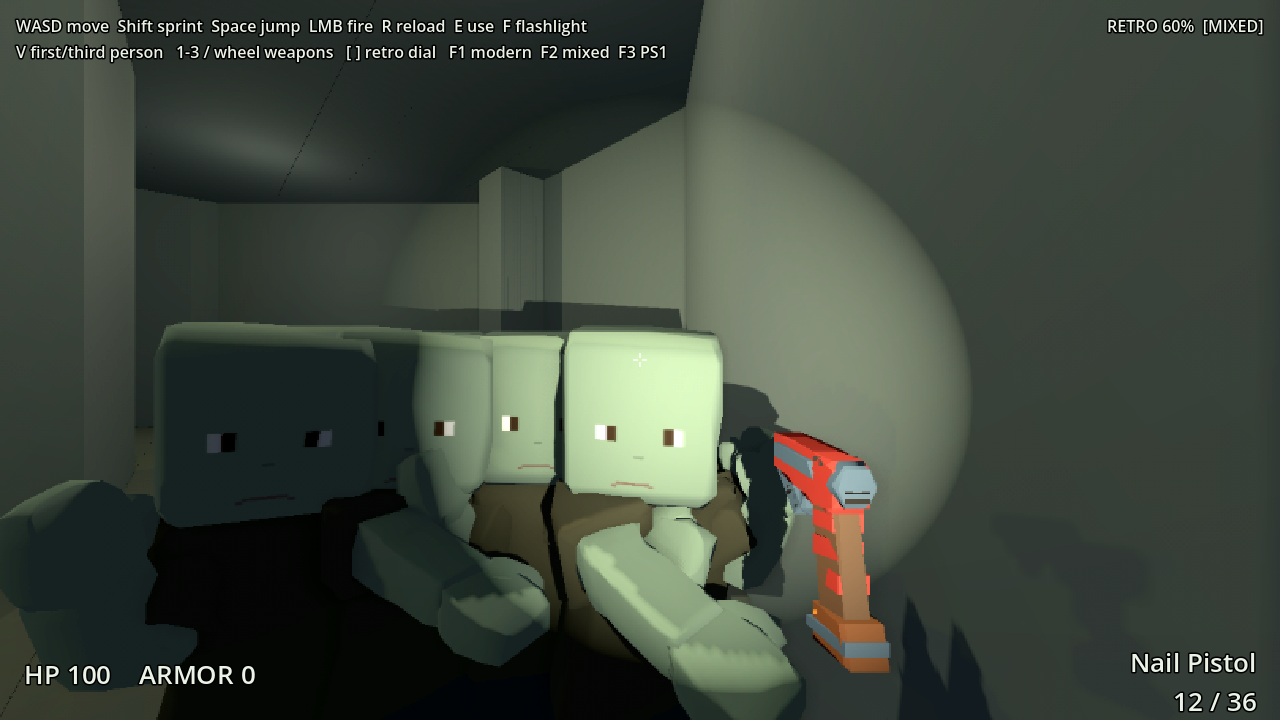 WASD move  Shift sprint  Space jump  LMB fire  R reload  E use  F flashlight
RETRO 60%  [MIXED]
V first/third person   1-3 / wheel weapons   [ ] retro dial   F1 modern  F2 mixed  F3 PS1
HP 100    ARMOR 0
Nail Pistol
12 / 36